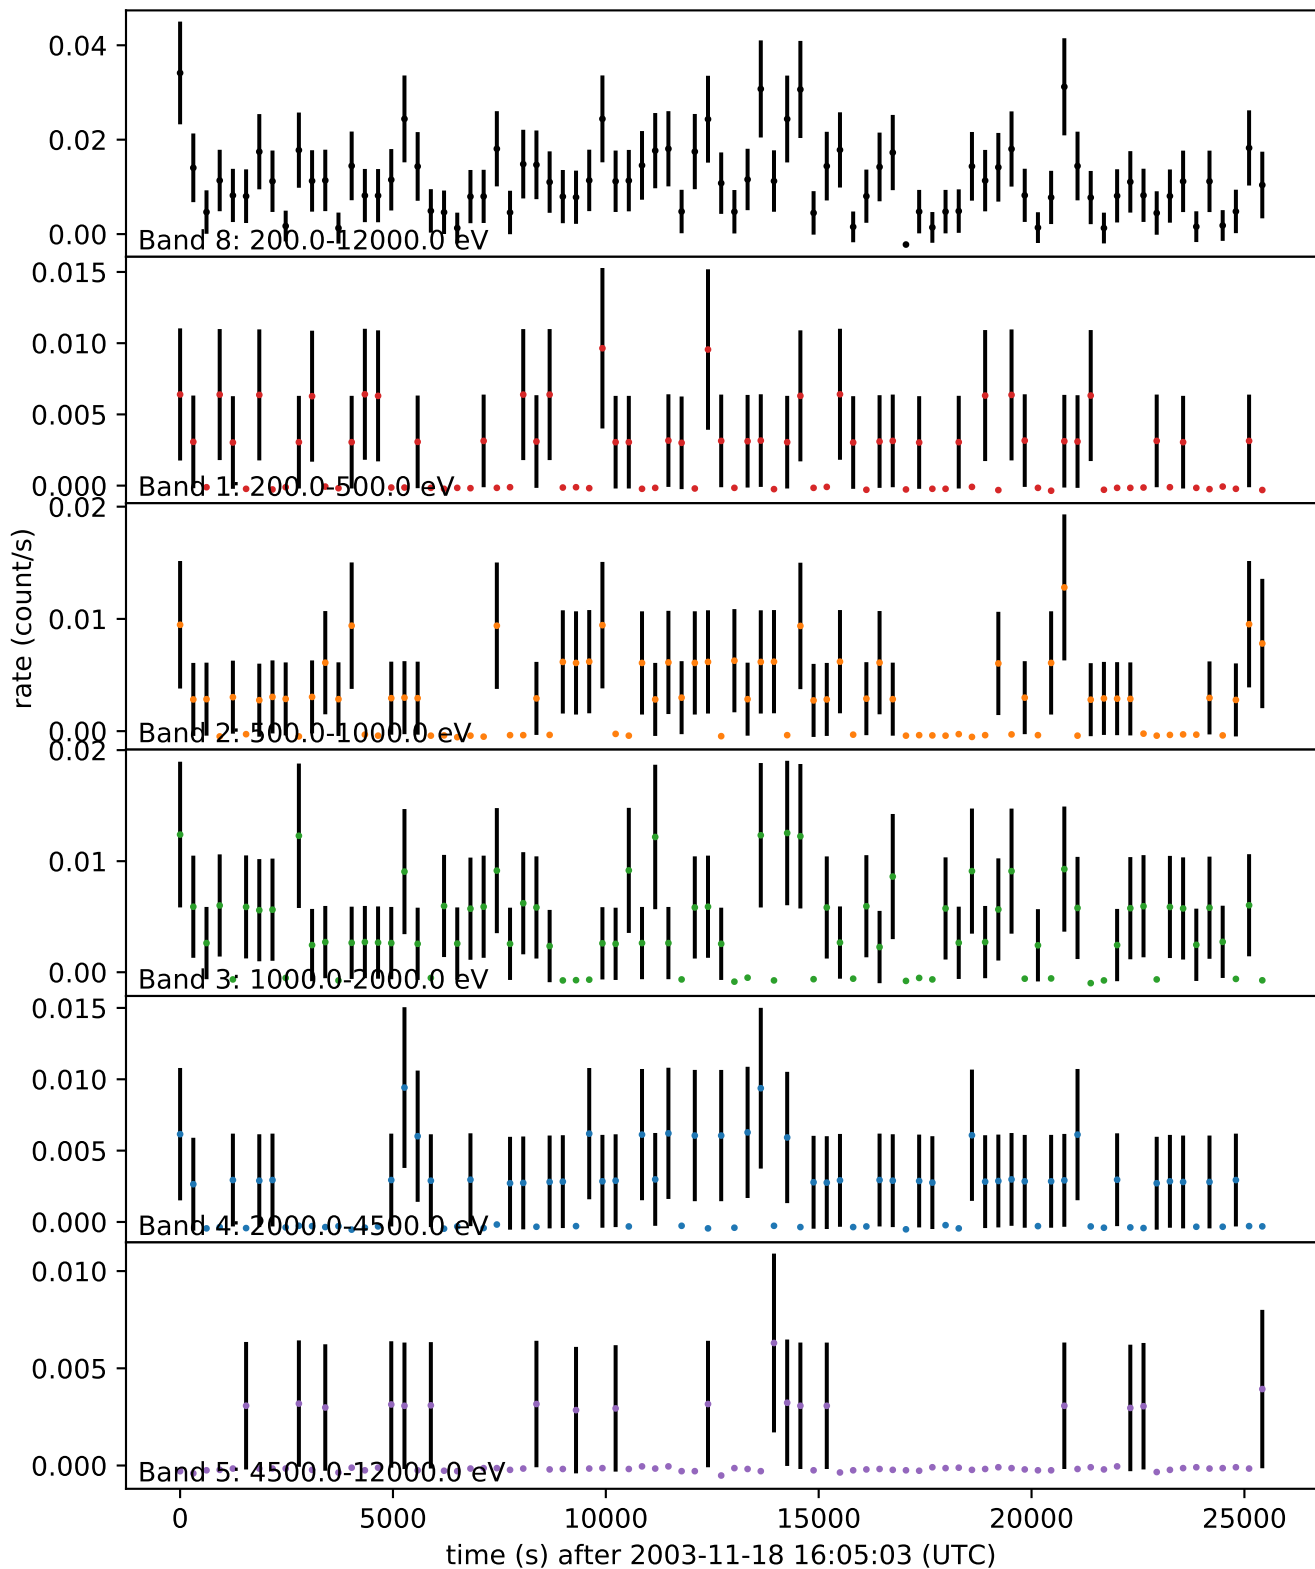 0.04
0.02
0.00
Band 8: 200.0-12000.0 eV
0.015
0.010
0.005
0.000
Band 1: 200.0-500.0 eV
0.02
0.01
0.00
Band 2: 500.0-1000.0 eV
rate (count/s)
0.02
0.01
0.00
Band 3: 1000.0-2000.0 eV
0.015
0.010
0.005
0.000
Band 4: 2000.0-4500.0 eV
0.010
0.005
0.000
Band 5: 4500.0-12000.0 eV
0 5000 10000 15000 20000 25000
time (s) after 2003-11-18 16:05:03 (UTC)